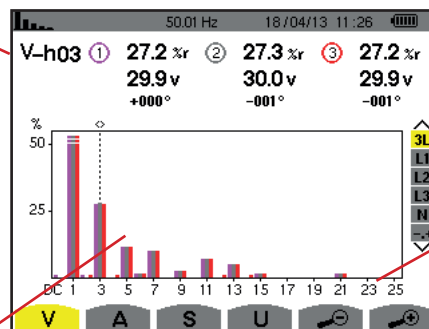 50.01 Hz 18/04/13 11:26
V-h03 1 27.2 %r 2 27.3 %r 3 27.2 %r
29.9 v 30.0 v 29.9 v
+000° -001° -001°
%
50
25
3L
L1
L2
L3
N
-.+
DC 1 3 5 7 9 11 13 15 17 19 21 23 25
V A S U